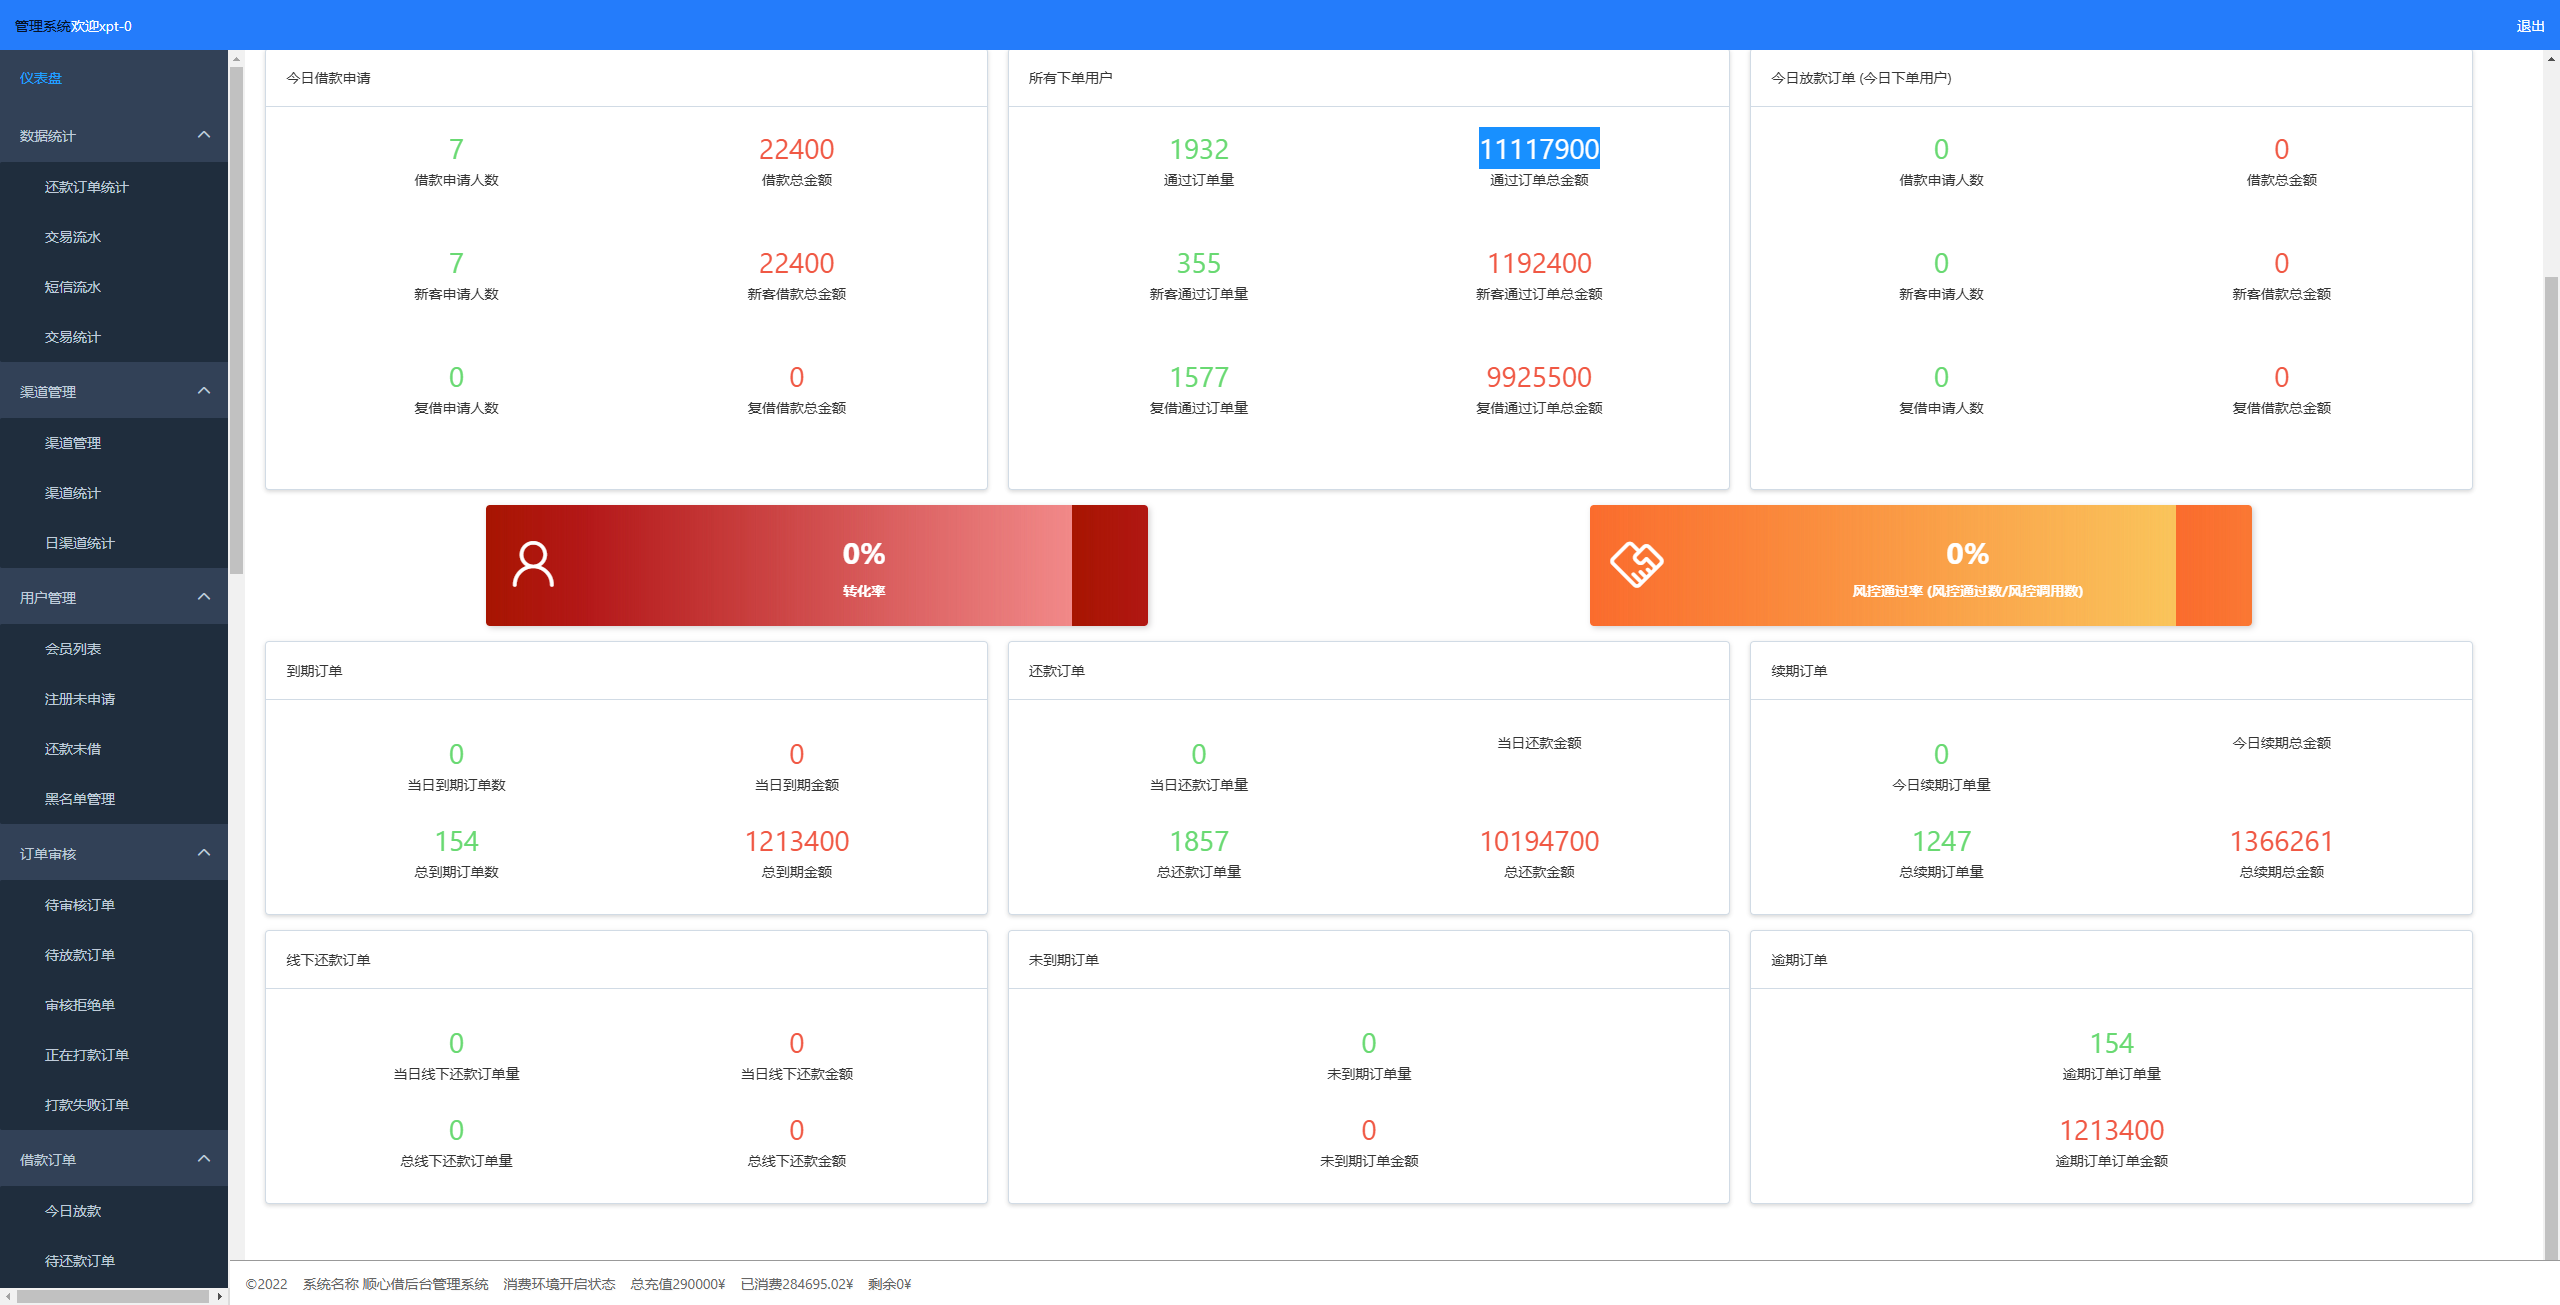 管理系统欢迎xpt-0
退出
仪表盘
数据统计
还款订单统计
交易流水
短信流水
交易统计
渠道管理
渠道管理
渠道统计
日渠道统计
用户管理
会员列表
注册未申请
还款未借
黑名单管理
订单审核
待审核订单
待放款订单
审核拒绝单
正在打款订单
打款失败订单
借款订单
今日放款
待还款订单
今日借款申请
7
借款申请人数
22400
借款总金额
7
新客申请人数
22400
新客借款总金额
0
复借申请人数
0
复借借款总金额
所有下单用户
1932
通过订单量
11117900
通过订单总金额
355
新客通过订单量
1192400
新客通过订单总金额
1577
复借通过订单量
9925500
复借通过订单总金额
今日放款订单 (今日下单用户)
0
借款申请人数
0
借款总金额
0
新客申请人数
0
新客借款总金额
0
复借申请人数
0
复借借款总金额
0%
转化率
0%
风控通过率 (风控通过数/风控调用数)
到期订单
0
当日到期订单数
0
当日到期金额
154
总到期订单数
1213400
总到期金额
还款订单
0
当日还款订单量
当日还款金额
1857
总还款订单量
10194700
总还款金额
续期订单
0
今日续期订单量
今日续期总金额
1247
总续期订单量
1366261
总续期总金额
线下还款订单
0
当日线下还款订单量
0
当日线下还款金额
0
总线下还款订单量
0
总线下还款金额
未到期订单
0
未到期订单量
0
未到期订单金额
逾期订单
154
逾期订单订单量
1213400
逾期订单订单金额
©2022 系统名称 顺心借后台管理系统 消费环境开启状态 总充值290000¥ 已消费284695.02¥ 剩余0¥